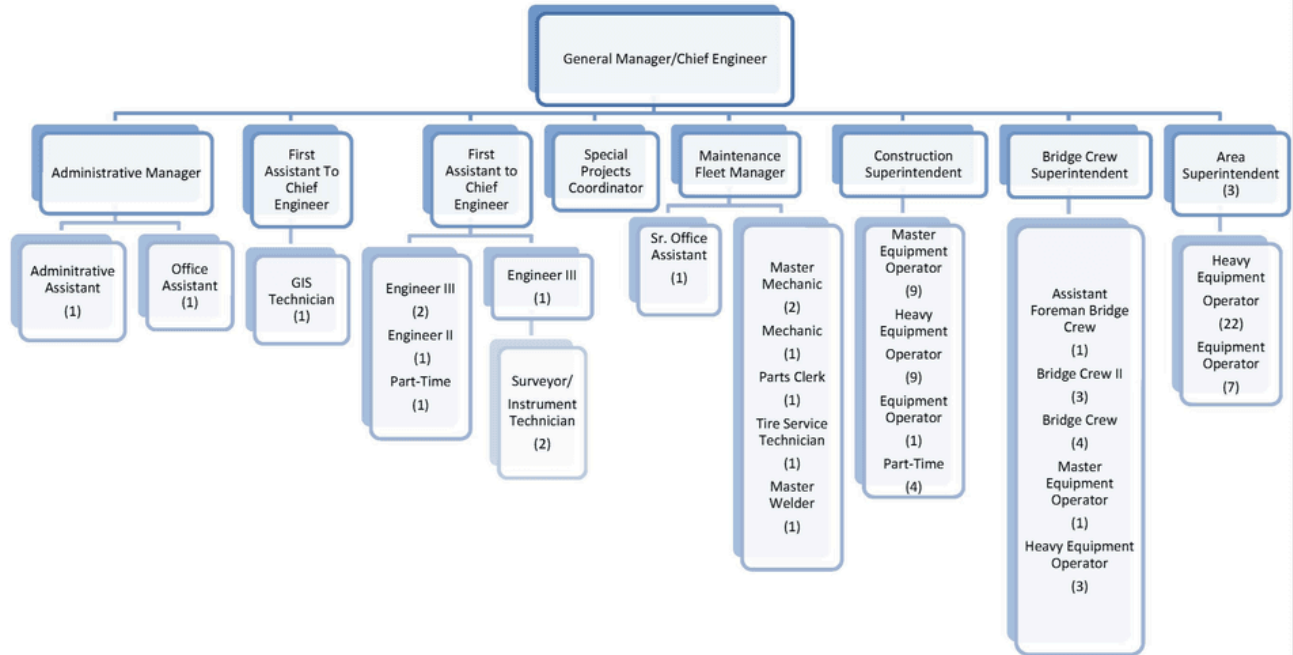 General Manager/Chief Engineer
Administrative Manager
First
Assistant To
Chief
Engineer
First
Assistant to
Chief
Engineer
Special
Projects
Coordinator
Maintenance
Fleet Manager
Construction
Superintendent
Bridge Crew
Superintendent
Area
Superintendent
(3)
Adminitrative
Assistant
(1)
Office
Assistant
(1)
GIS
Technician
(1)
Engineer III
(2)
Engineer II
(1)
Part-Time
(1)
Engineer III
(1)
Surveyor/
Instrument
Technician
(2)
Sr. Office
Assistant
(1)
Master
Mechanic
(2)
Mechanic
(1)
Parts Clerk
(1)
Tire Service
Technician
(1)
Master
Welder
(1)
Master
Equipment
Operator
(9)
Heavy
Equipment
Operator
(9)
Equipment
Operator
(1)
Part-Time
(4)
Assistant
Foreman Bridge
Crew
(1)
Bridge Crew II
(3)
Bridge Crew
(4)
Master
Equipment
Operator
(1)
Heavy Equipment
Operator
(3)
Heavy
Equipment
Operator
(22)
Equipment
Operator
(7)